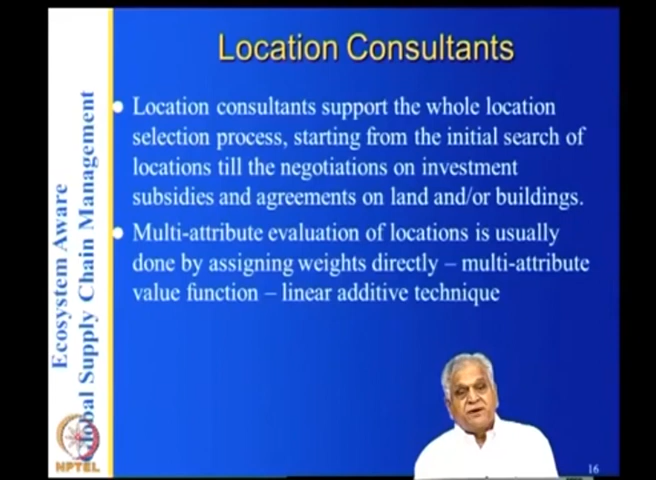 Location Consultants
Location consultants support the whole location
selection process, starting from the initial search of
locations till the negotiations on investment
subsidies and agreements on land and/or buildings.
Multi-attribute evaluation of locations is usually
done by assigning weights directly – multi-attribute
value function – linear additive technique
Ecosystem Aware
Global Supply Chain Management
NPTEL
16